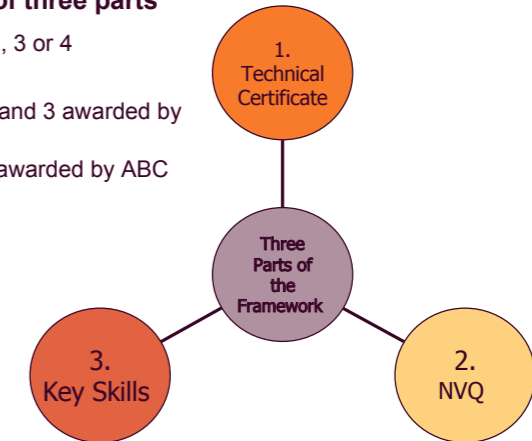 of three parts
, 3 or 4
and 3 awarded by
awarded by ABC
1.
Technical
Certificate
Three
Parts of
the
Framework
3.
Key Skills
2.
NVQ